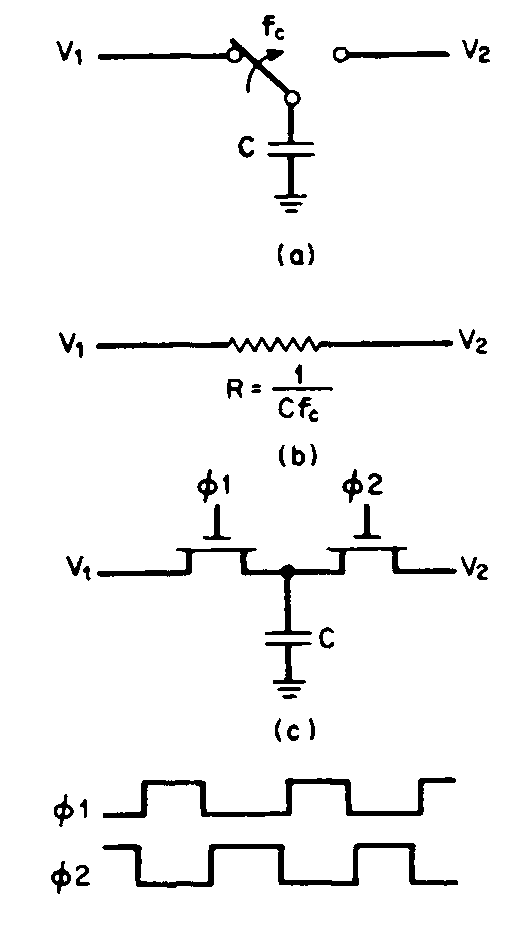 V1 fc V2
C
(a)
V1 V2
R = 1/Cfc
(b)
ϕ1 ϕ2
V1 V2
C
(c)
ϕ1
ϕ2